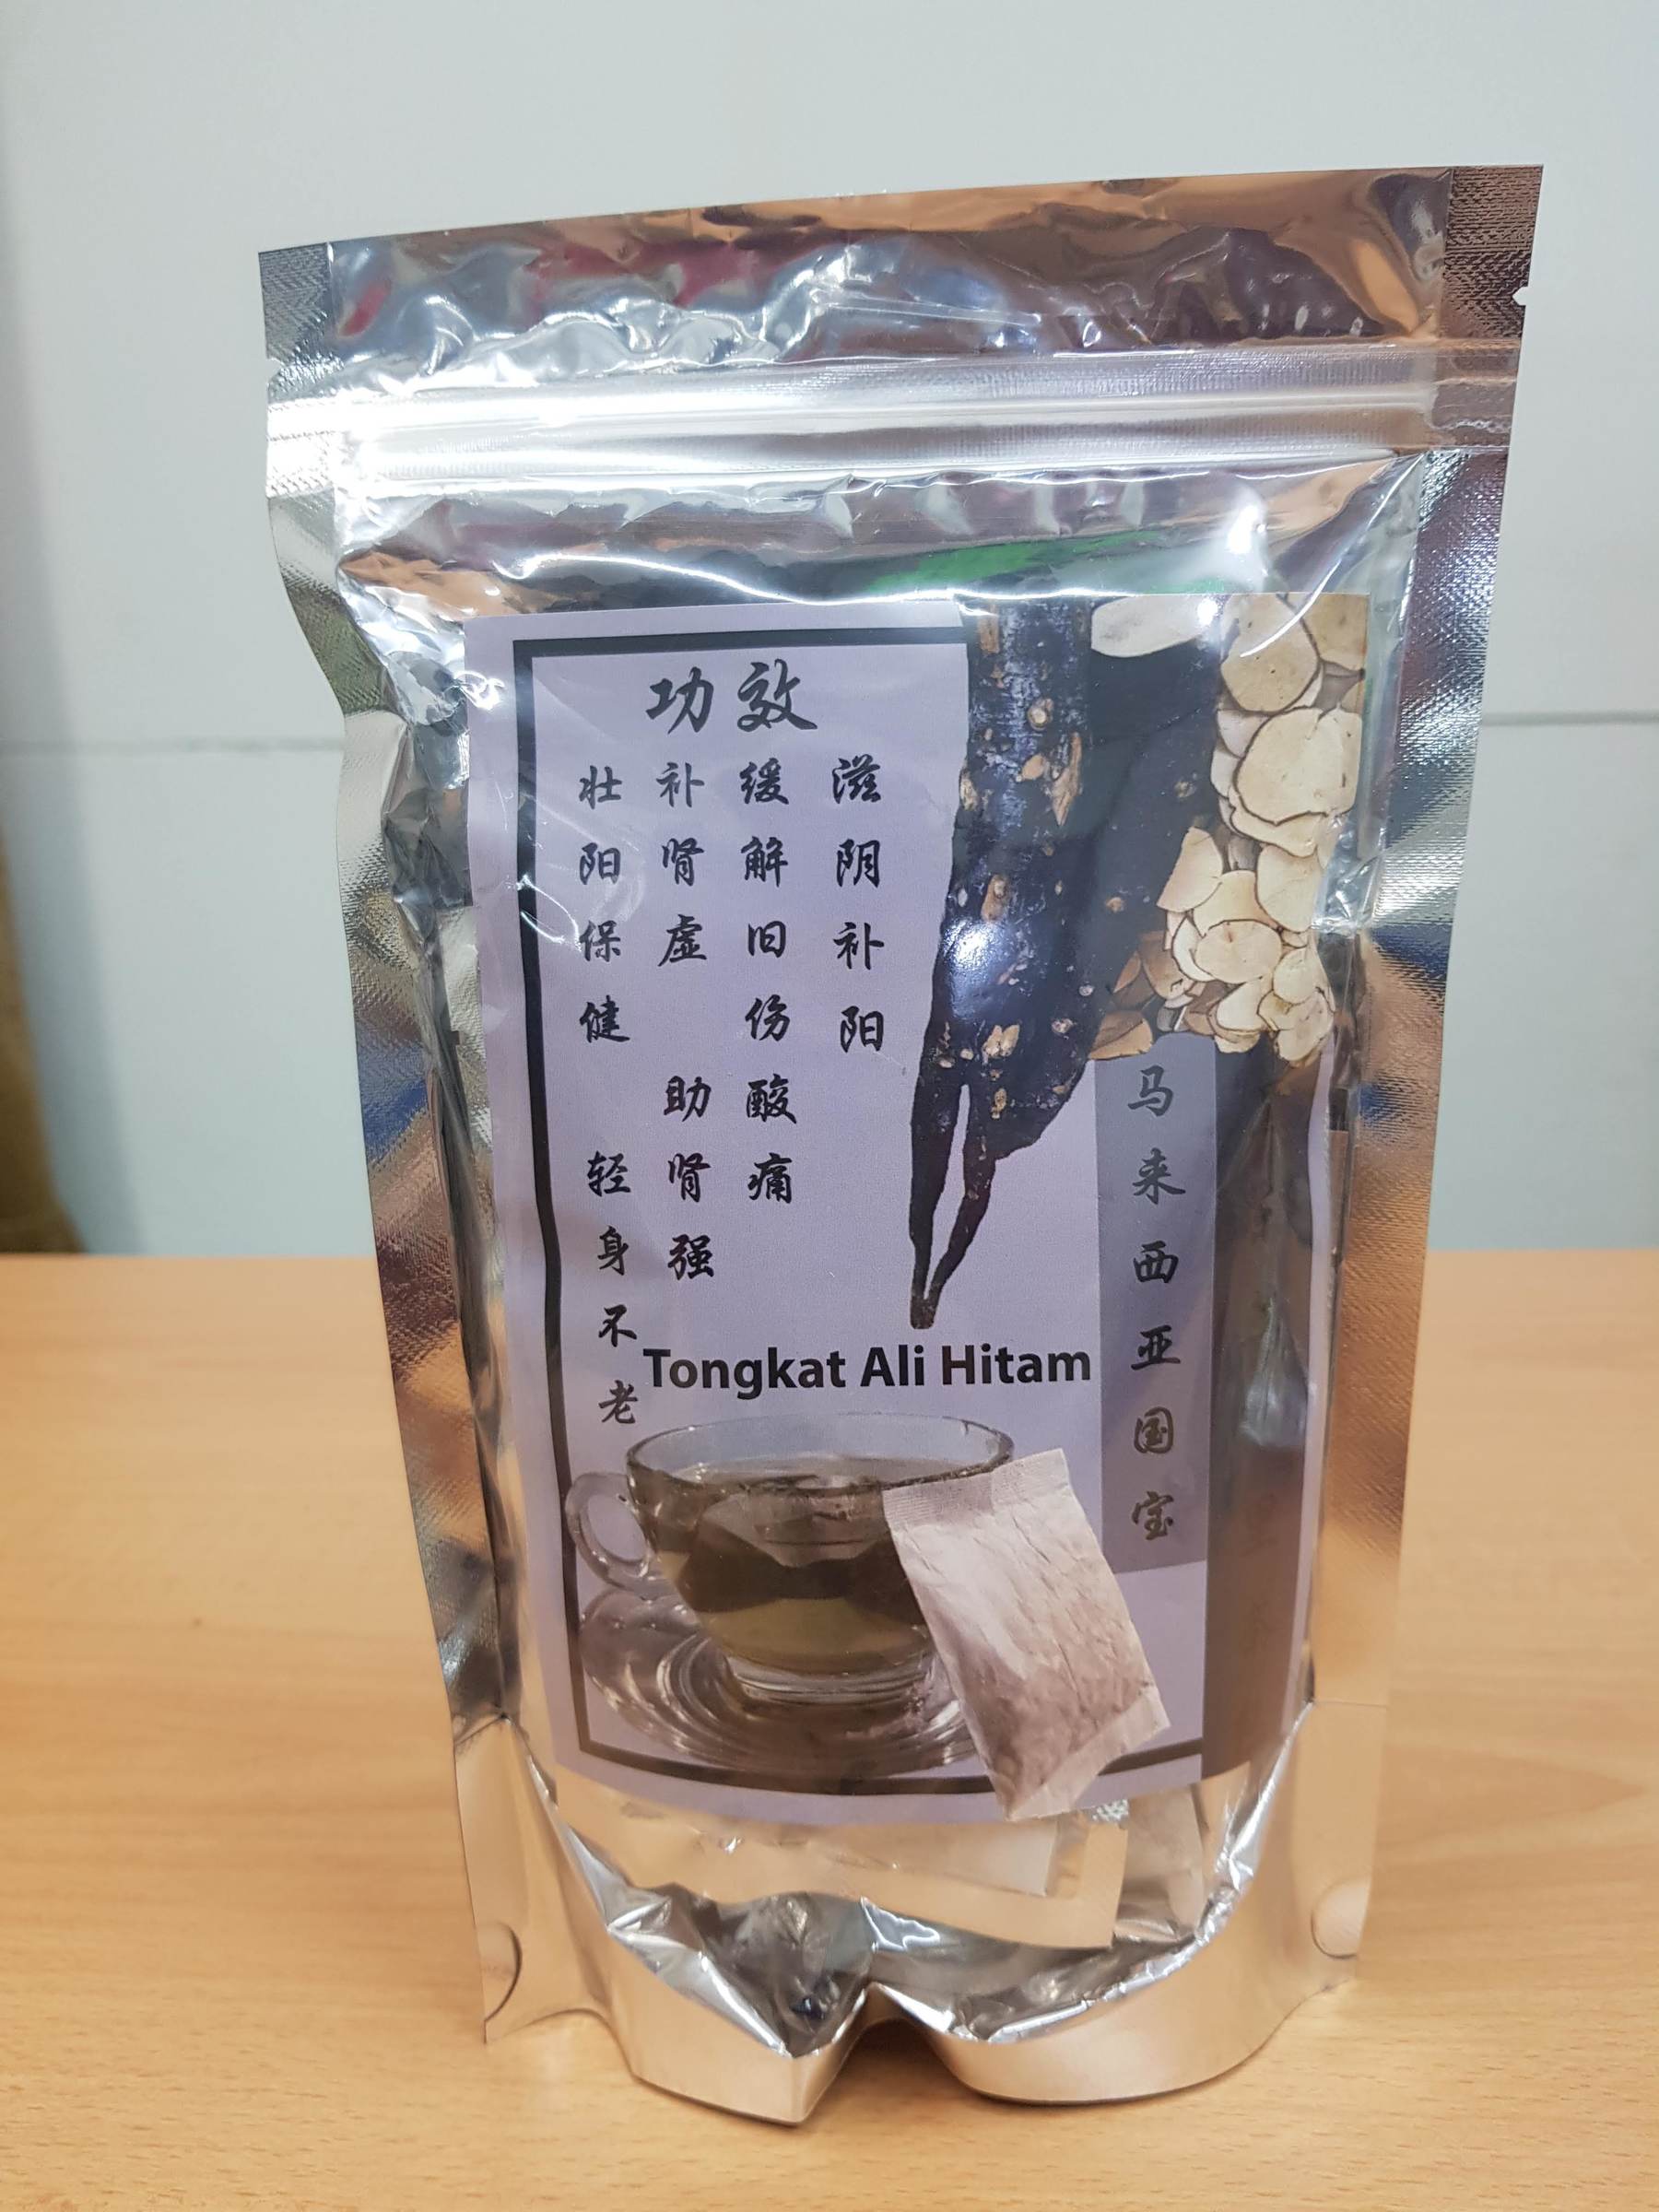 功效
滋阴补阳
缓解旧伤酸痛
补肾虚 助肾强
壮阳保健 轻身不老
马来西亚国宝
Tongkat Ali Hitam